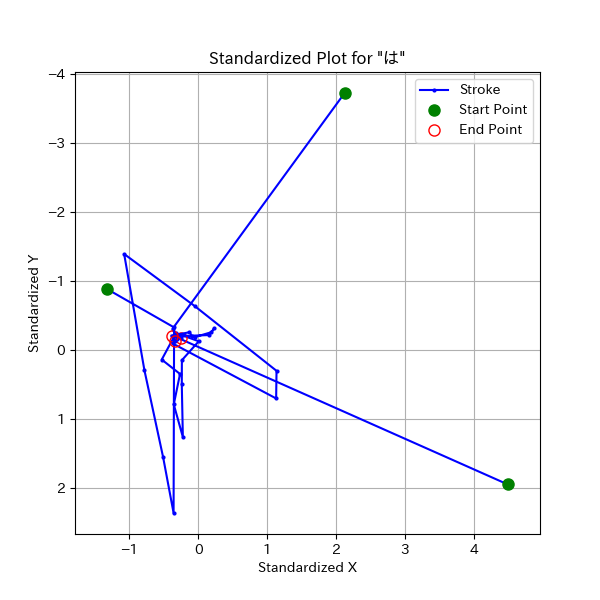 Standardized Plot for "は"
Stroke
Start Point
End Point
−4
−3
−2
−1
0
1
2
Standardized Y
−1 0 1 2 3 4
Standardized X